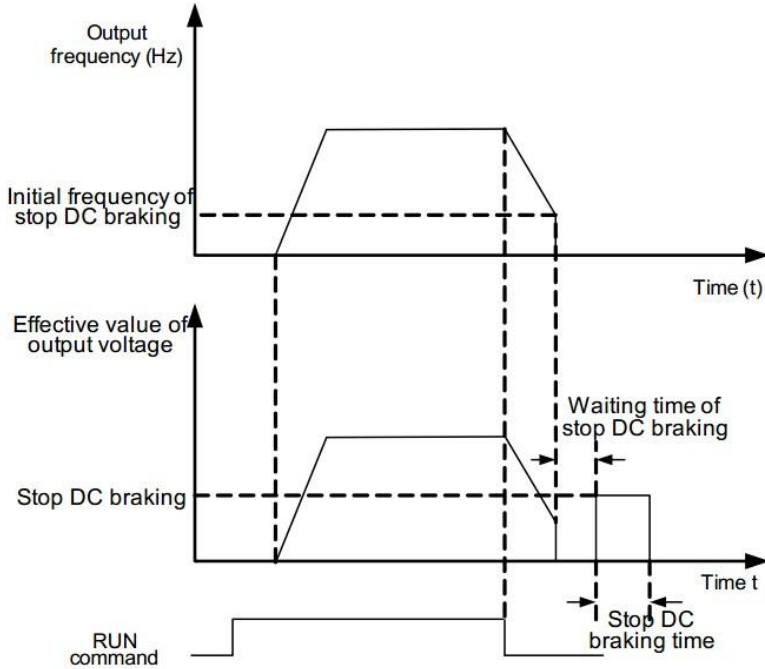 Output
frequency (Hz)
Initial frequency of
stop DC braking
Time (t)
Effective value of
output voltage
Waiting time of
stop DC braking
Stop DC braking
Time t
Stop DC
braking time
RUN
command